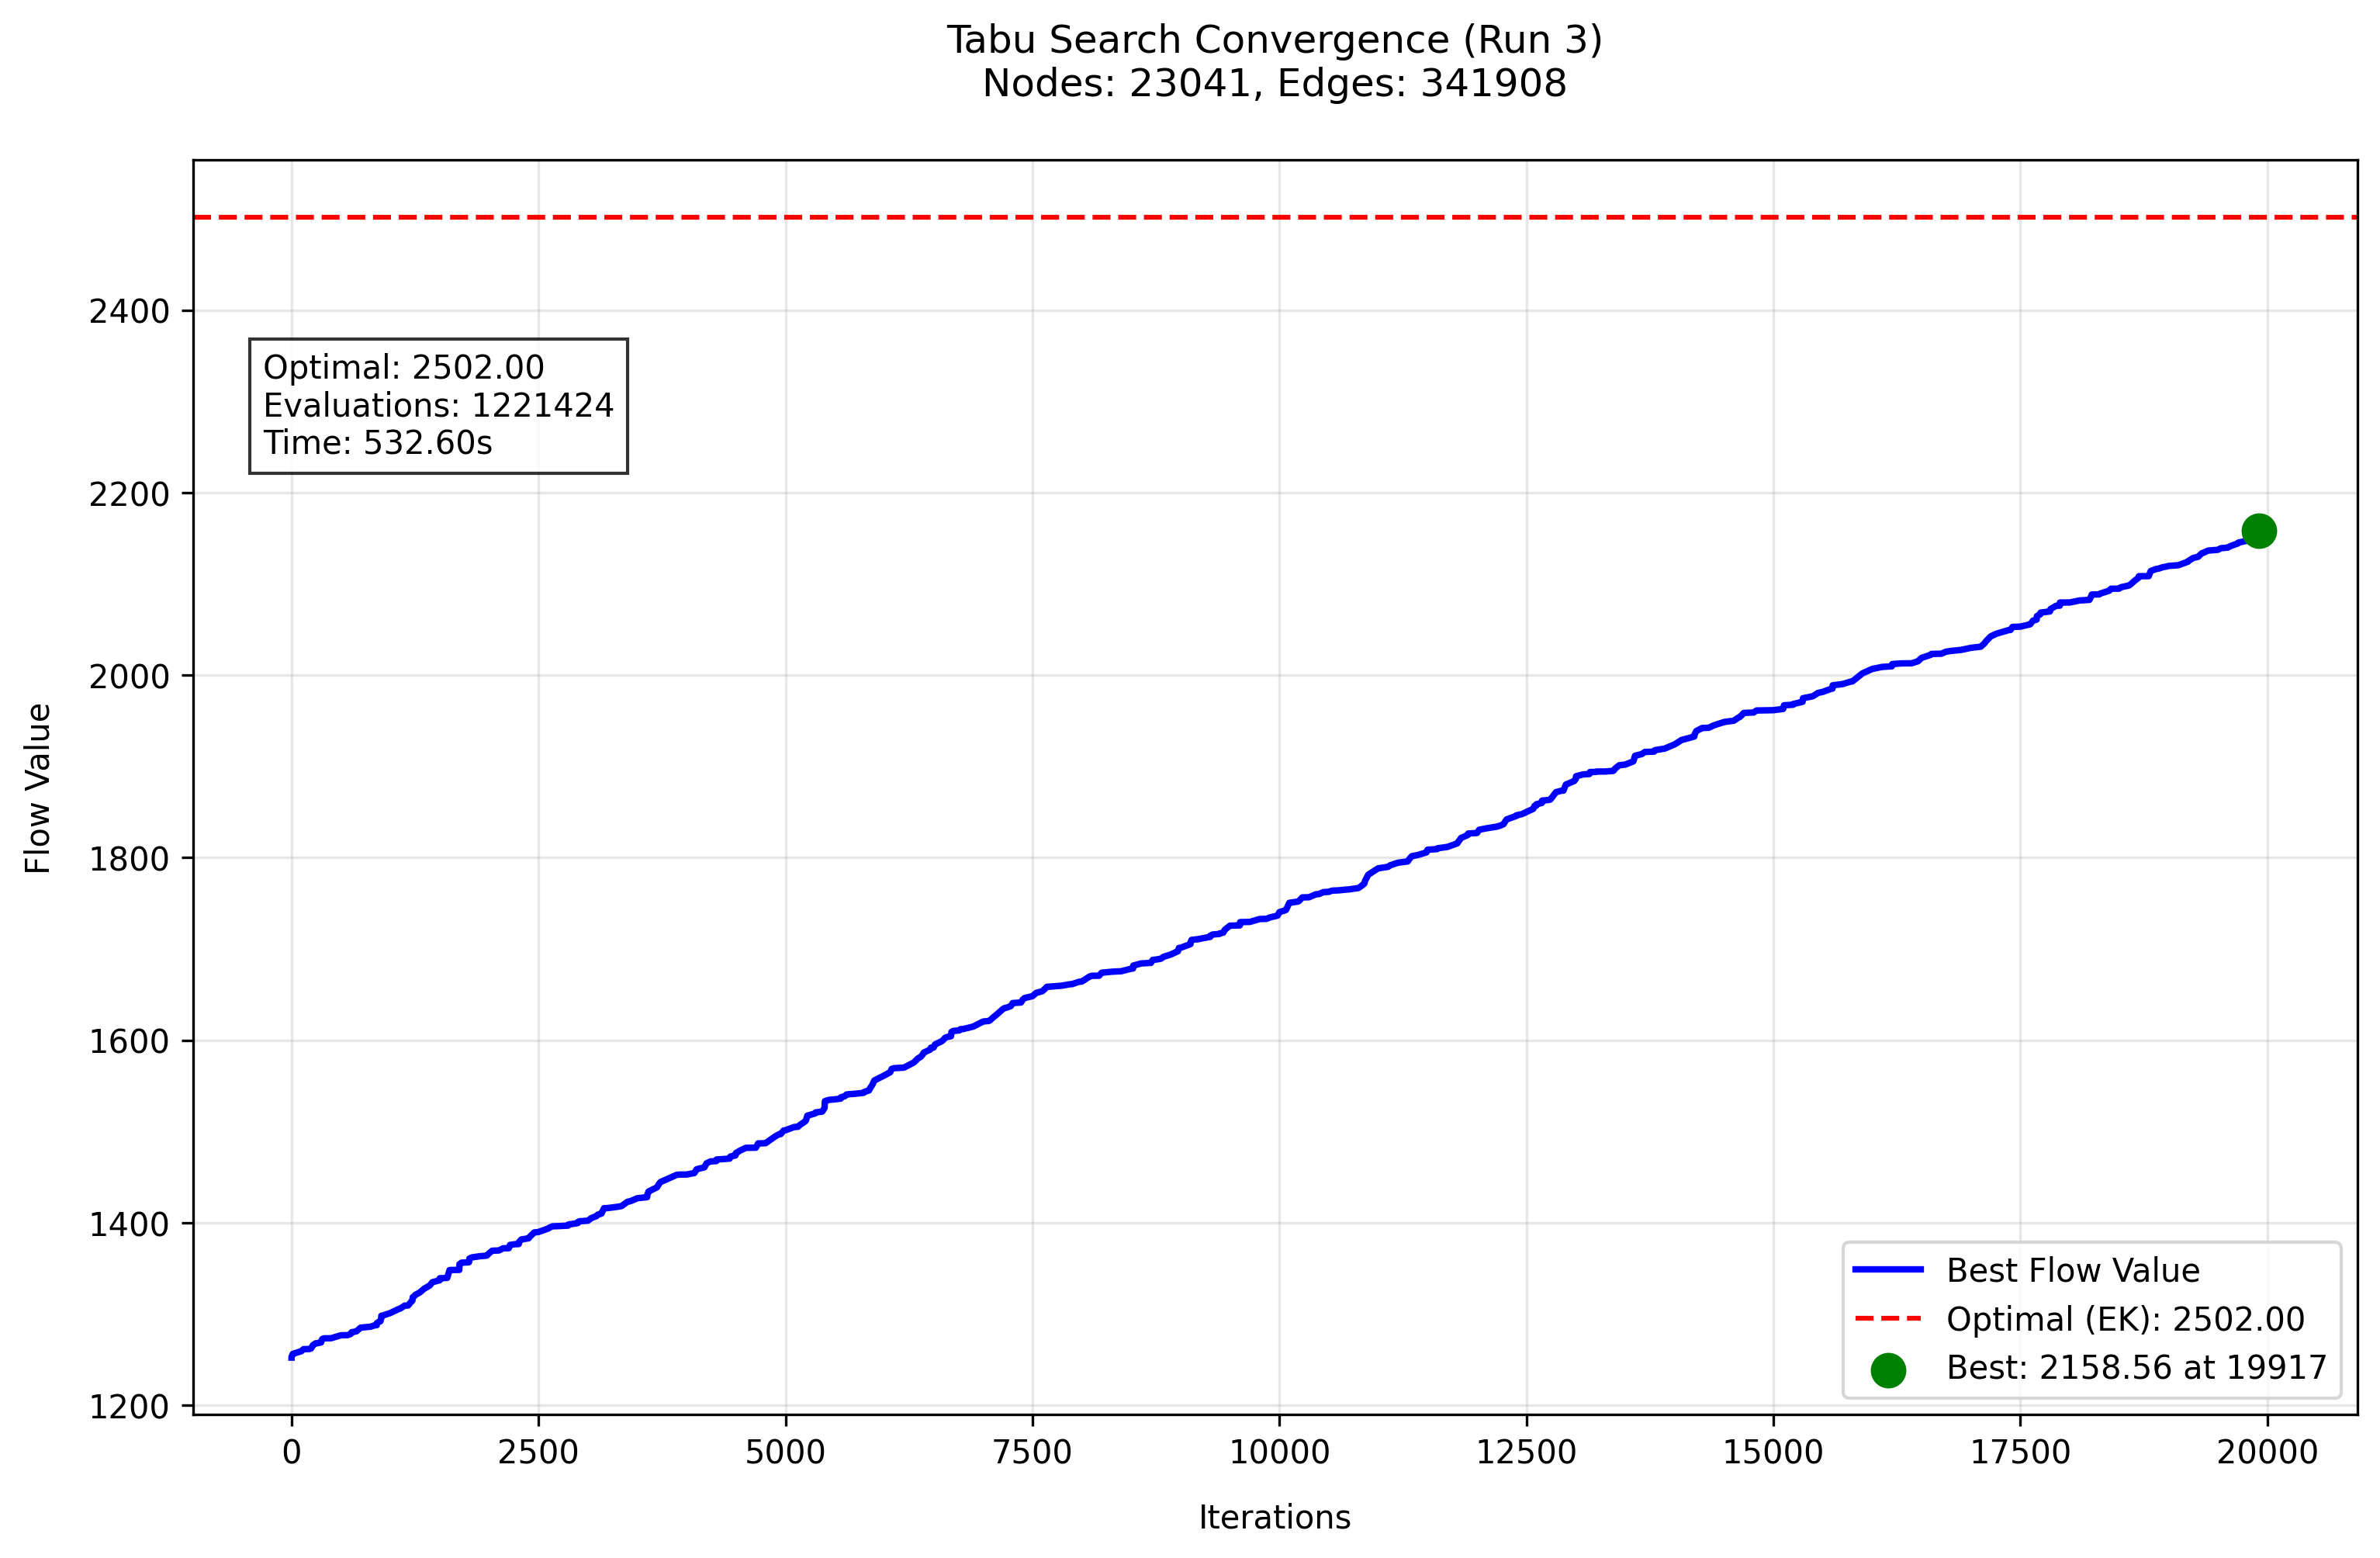 Tabu Search Convergence (Run 3)
Nodes: 23041, Edges: 341908
Optimal: 2502.00
Evaluations: 1221424
Time: 532.60s
Flow Value
2400
2200
2000
1800
1600
1400
1200
Best Flow Value
Optimal (EK): 2502.00
Best: 2158.56 at 19917
0 2500 5000 7500 10000 12500 15000 17500 20000
Iterations